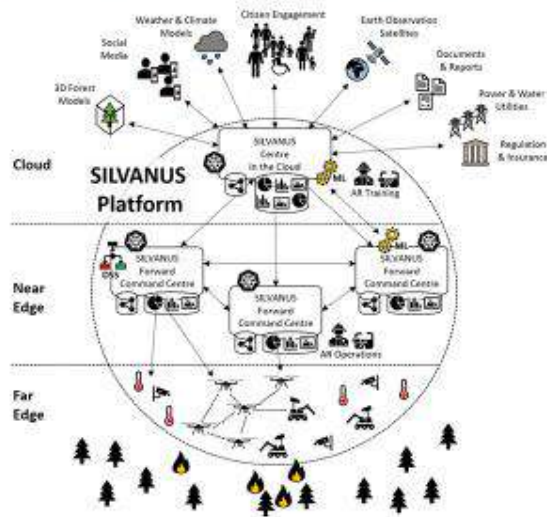 Weather & Climate
Models
Citizen Engagement
Earth Observation
Satellites
Social
Media
Documents
& Reports
3D Forest
Models
Power & Water
Utilities
Regulation
& Insurance
Cloud
SILVANUS
Platform
SILVANUS
Centre
in the Cloud
ML
AR Training
Near
Edge
DSS
SILVANUS
Forward
Command Centre
ML
SILVANUS
Forward
Command Centre
SILVANUS
Forward
Command Centre
AR Operations
Far
Edge